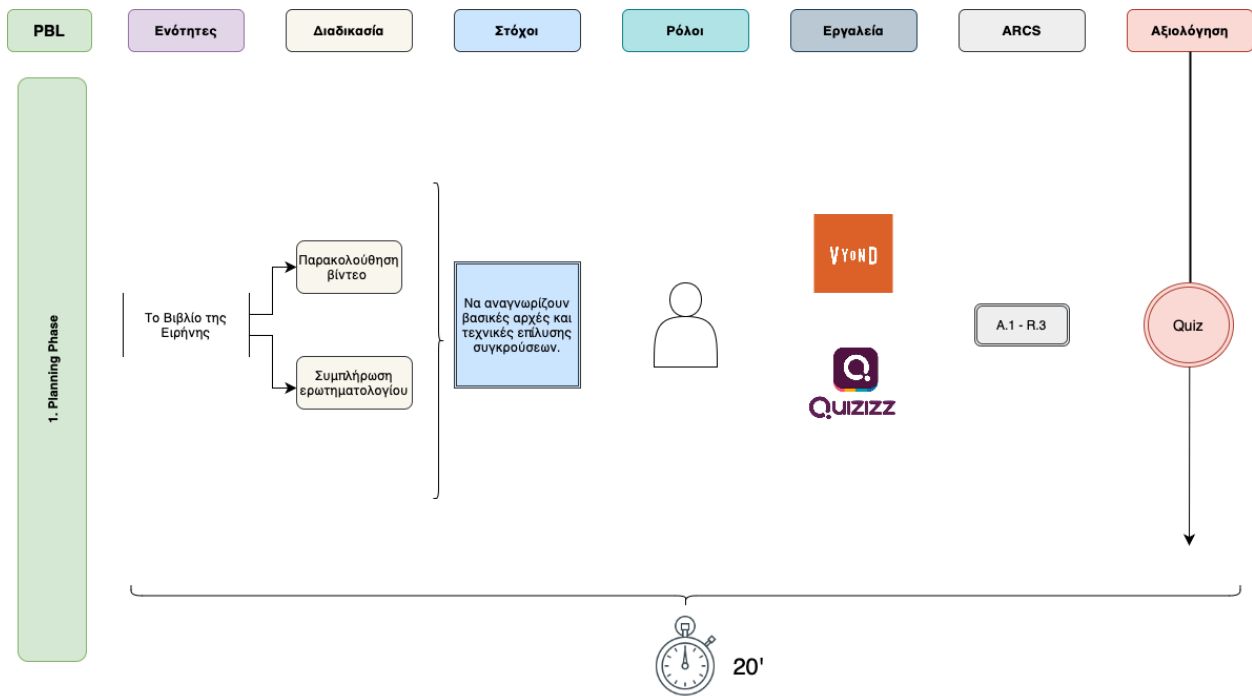 PBL
Ενότητες
Διαδικασία
Στόχοι
Ρόλοι
Εργαλεία
ARCS
Αξιολόγηση
1. Planning Phase
Το Βιβλίο της
Ειρήνης
Παρακολούθηση
βίντεο
Συμπλήρωση
ερωτηματολογίου
Να αναγνωρίζουν
βασικές αρχές και
τεχνικές επίλυσης
συγκρούσεων.
VYOND
Quizizz
A.1 - R.3
Quiz
20'